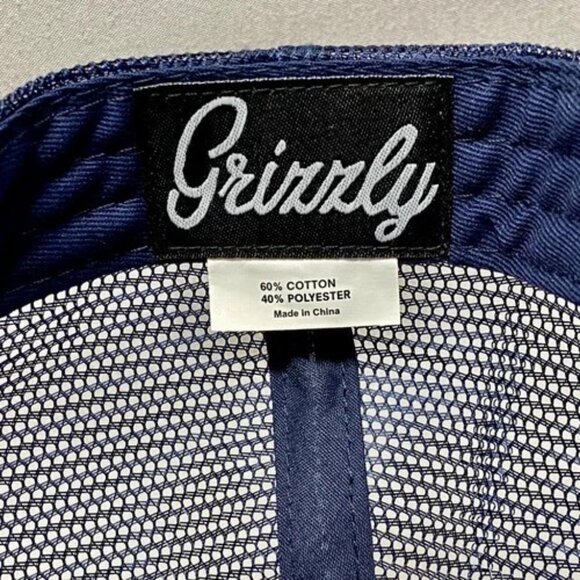 Grizzly
60% COTTON
40% POLYESTER
Made in China